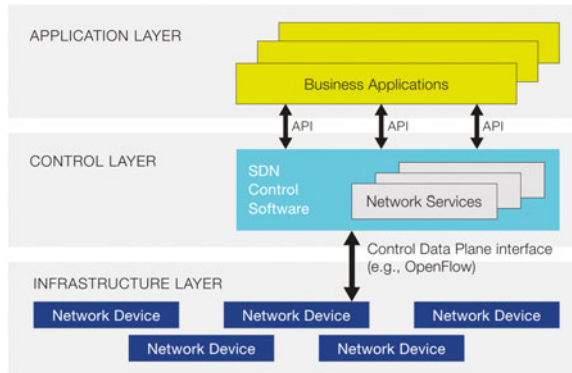 APPLICATION LAYER
Business Applications
API
API
API
CONTROL LAYER
SDN
Control
Software
Network Services
Control Data Plane interface
(e.g., OpenFlow)
INFRASTRUCTURE LAYER
Network Device
Network Device
Network Device
Network Device
Network Device